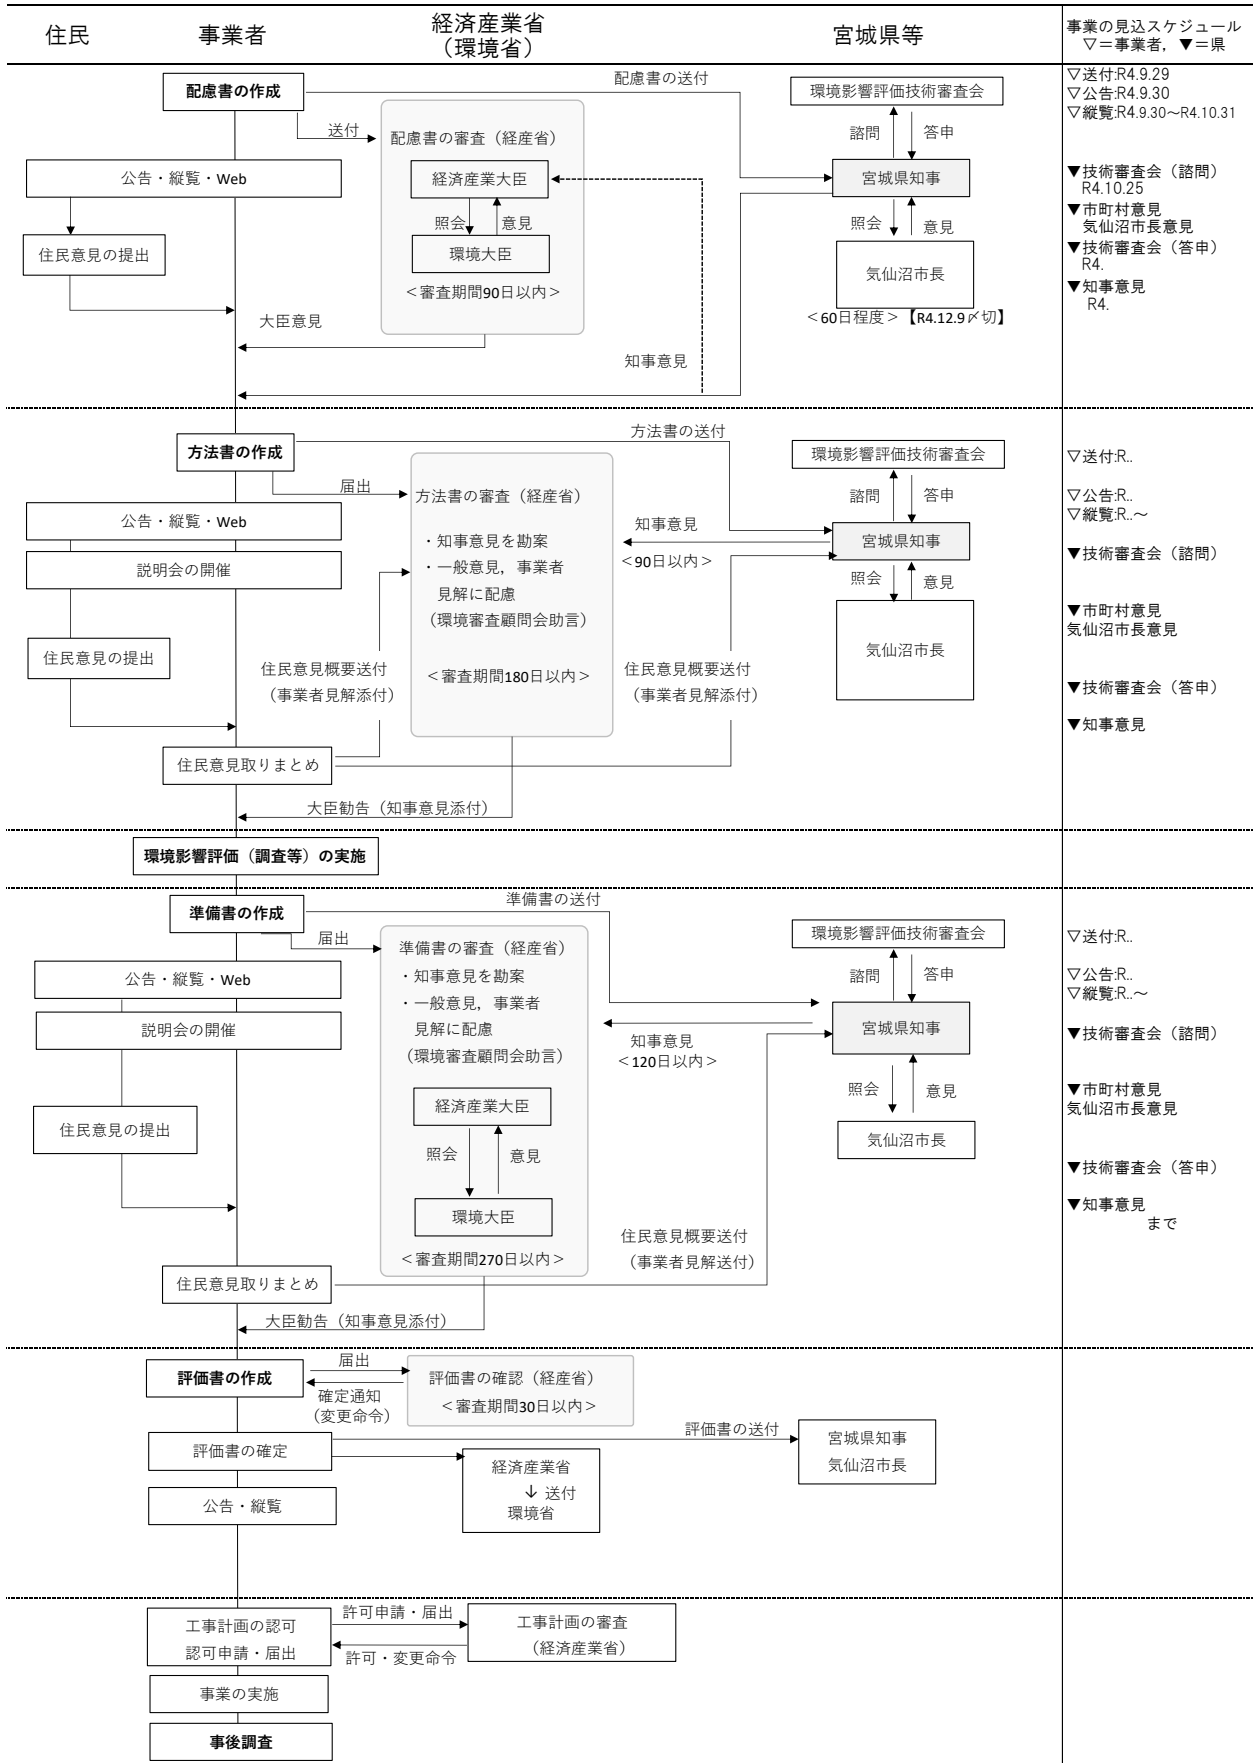 住民
事業者
経済産業省
（環境省）
宮城県等
事業の見込スケジュール
▽＝事業者，▼＝県
配慮書の作成
配慮書の送付
環境影響評価技術審査会
▽送付:R4.9.29
▽公告:R4.9.30
▽縦覧:R4.9.30～R4.10.31
送付
配慮書の審査（経産省）
諮問
答申
公告・縦覧・Web
経済産業大臣
宮城県知事
▼技術審査会（諮問）
R4.10.25
照会
意見
照会
意見
▼市町村意見
気仙沼市長意見
住民意見の提出
環境大臣
気仙沼市長
▼技術審査会（答申）
R4.
＜審査期間90日以内＞
▼知事意見
R4.
大臣意見
＜60日程度＞【R4.12.9〆切】
知事意見
方法書の作成
方法書の送付
環境影響評価技術審査会
▽送付:R..
届出
方法書の審査（経産省）
諮問
答申
▽公告:R..
▽縦覧:R..～
公告・縦覧・Web
知事意見
宮城県知事
・知事意見を勘案
＜90日以内＞
▼技術審査会（諮問）
説明会の開催
・一般意見，事業者
見解に配慮
照会
意見
（環境審査顧問会助言）
▼市町村意見
気仙沼市長意見
住民意見の提出
住民意見概要送付
（事業者見解添付）
＜審査期間180日以内＞
住民意見概要送付
（事業者見解添付）
気仙沼市長
▼技術審査会（答申）
▼知事意見
住民意見取りまとめ
大臣勧告（知事意見添付）
環境影響評価（調査等）の実施
準備書の作成
準備書の送付
環境影響評価技術審査会
▽送付:R..
届出
準備書の審査（経産省）
諮問
答申
▽公告:R..
▽縦覧:R..～
公告・縦覧・Web
・知事意見を勘案
・一般意見，事業者
見解に配慮
説明会の開催
宮城県知事
▼技術審査会（諮問）
知事意見
＜120日以内＞
（環境審査顧問会助言）
経済産業大臣
照会
意見
▼市町村意見
気仙沼市長意見
住民意見の提出
気仙沼市長
照会
意見
▼技術審査会（答申）
環境大臣
▼知事意見
まで
住民意見概要送付
（事業者見解送付）
＜審査期間270日以内＞
住民意見取りまとめ
大臣勧告（知事意見添付）
評価書の作成
届出
評価書の確認（経産省）
確定通知
（変更命令）
＜審査期間30日以内＞
評価書の送付
宮城県知事
気仙沼市長
評価書の確定
経済産業省
↓ 送付
環境省
公告・縦覧
工事計画の認可
認可申請・届出
許可申請・届出
工事計画の審査
（経済産業省）
許可・変更命令
事業の実施
事後調査